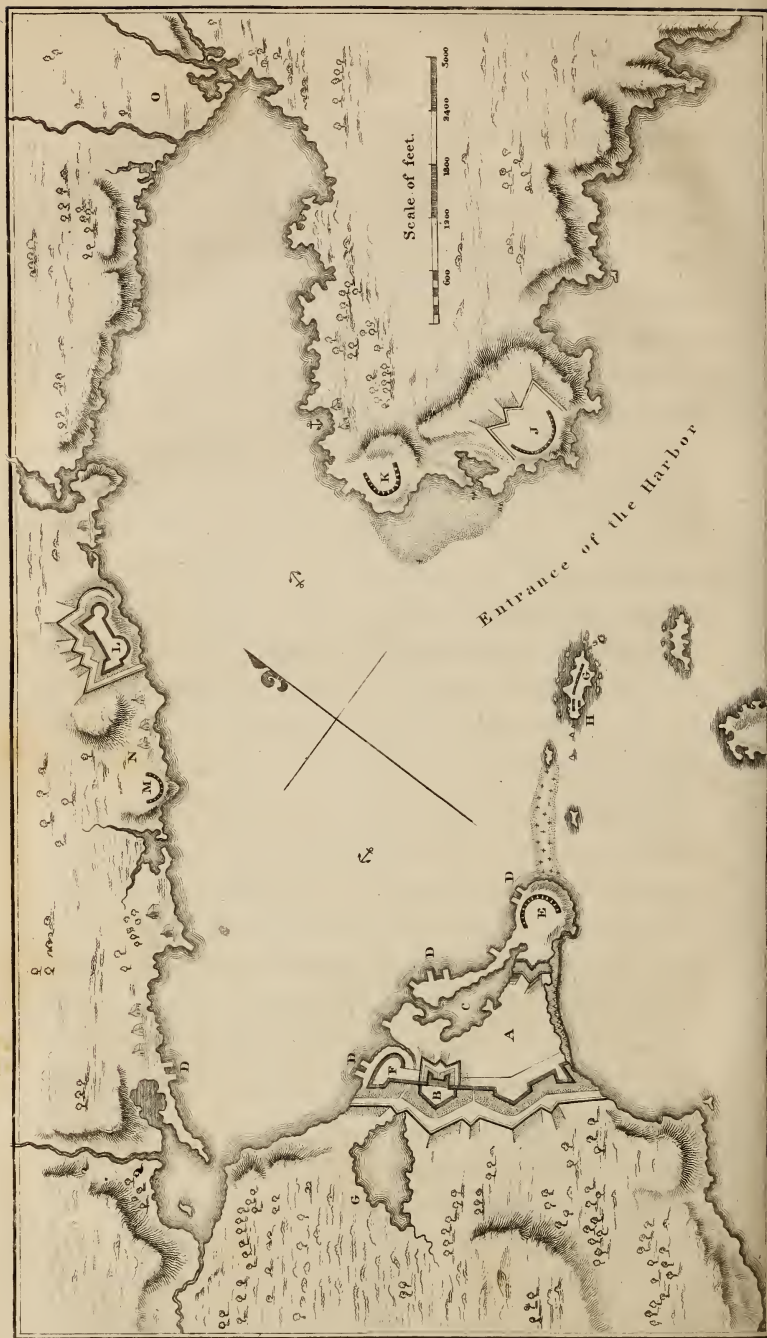 O
L
N
M
D
Scale of feet.
600 1200 1800 2400 3000
K
J
Entrance of the Harbor
G
H
D
E
D
C
A
D
F
B
G